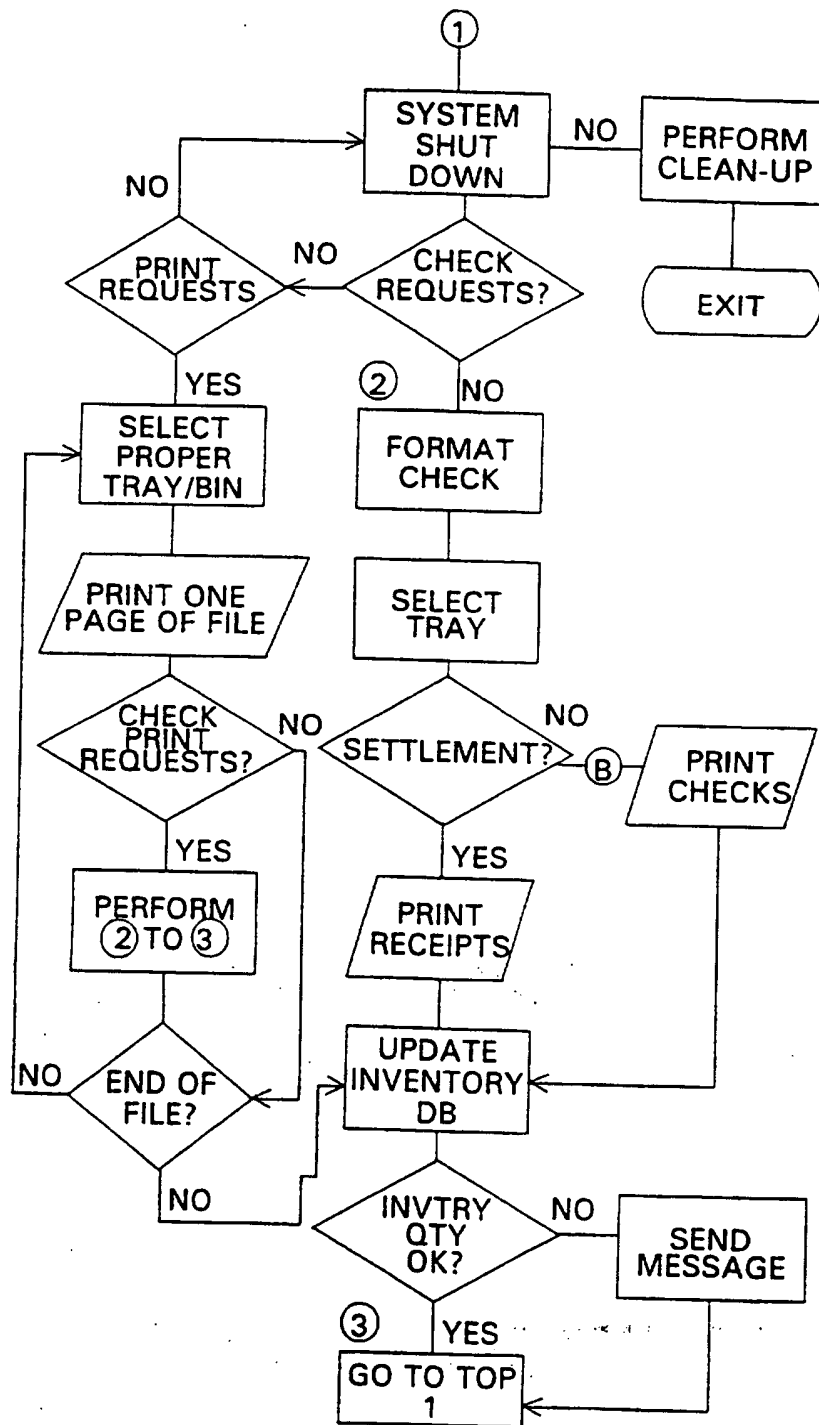 1
SYSTEM
SHUT
DOWN
NO
PERFORM
CLEAN-UP
EXIT
NO
PRINT
REQUESTS
NO
CHECK
REQUESTS?
YES
2
NO
SELECT
PROPER
TRAY/BIN
FORMAT
CHECK
PRINT ONE
PAGE OF FILE
SELECT
TRAY
CHECK
PRINT
REQUESTS?
NO
SETTLEMENT?
NO
B
PRINT
CHECKS
YES
PERFORM
2 TO 3
YES
PRINT
RECEIPTS
NO
END OF
FILE?
NO
UPDATE
INVENTORY
DB
INVTRY
QTY
OK?
NO
SEND
MESSAGE
3
YES
GO TO TOP
1